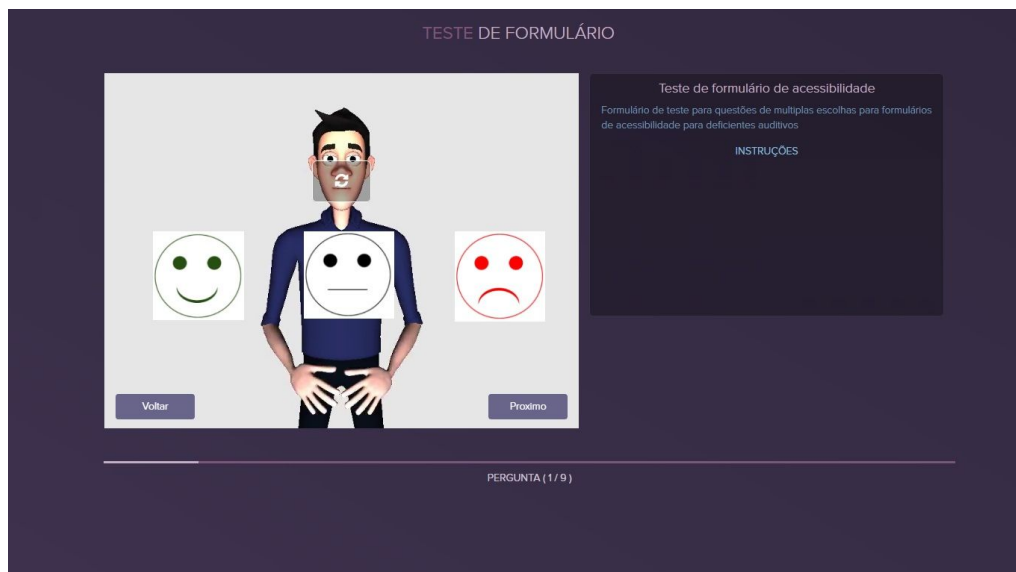 TESTE DE FORMULÁRIO
Teste de formulário de acessibilidade
Formulário de teste para questões de multiplas escolhas para formulários
de acessibilidade para deficientes auditivos
INSTRUÇÕES
Voltar
Proximo
PERGUNTA ( 1 / 9 )